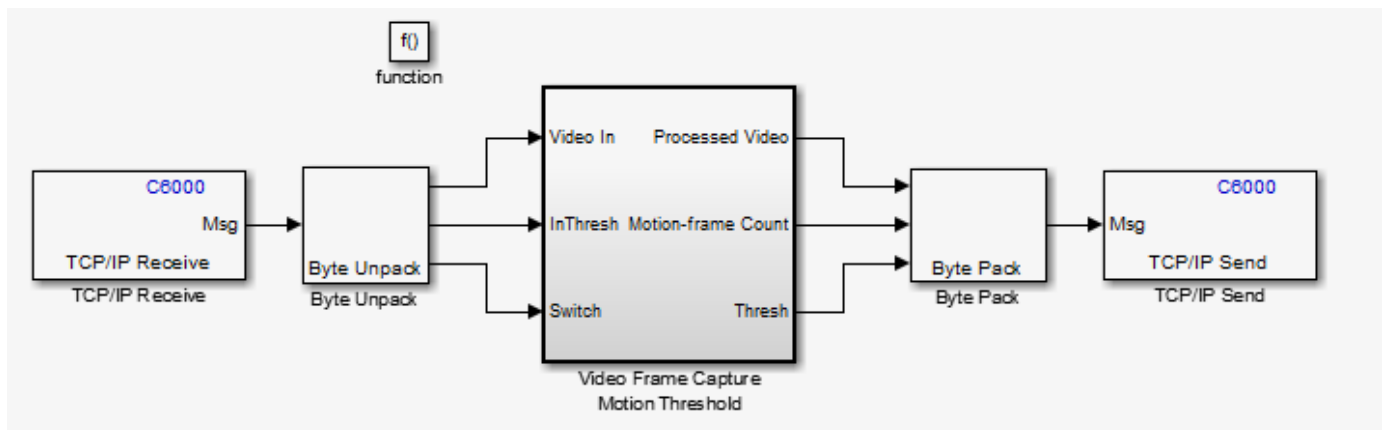 f()
function
C6000
Msg
TCP/IP Receive
TCP/IP Receive
Byte Unpack
Byte Unpack
Video In Processed Video
InThresh Motion-frame Count
Switch Thresh
Video Frame Capture
Motion Threshold
Byte Pack
Byte Pack
C6000
Msg
TCP/IP Send
TCP/IP Send